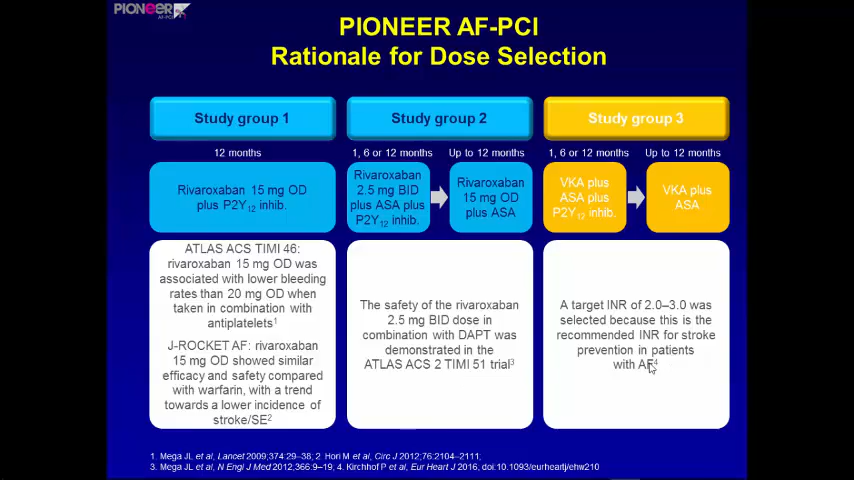 PIONEER
AF-PCI
PIONEER AF-PCI
Rationale for Dose Selection
Study group 1
12 months
Rivaroxaban 15 mg OD
plus P2Y12 inhib.
ATLAS ACS TIMI 46:
rivaroxaban 15 mg OD was
associated with lower bleeding
rates than 20 mg OD when
taken in combination with
antiplatelets1
J-ROCKET AF: rivaroxaban
15 mg OD showed similar
efficacy and safety compared
with warfarin, with a trend
towards a lower incidence of
stroke/SE2
Study group 2
1, 6 or 12 months
Up to 12 months
Rivaroxaban
2.5 mg BID
plus ASA plus
P2Y12 inhib.
Rivaroxaban
15 mg OD
plus ASA
The safety of the rivaroxaban
2.5 mg BID dose in
combination with DAPT was
demonstrated in the
ATLAS ACS 2 TIMI 51 trial3
Study group 3
1, 6 or 12 months
Up to 12 months
VKA plus
ASA plus
P2Y12 inhib.
VKA plus
ASA
A target INR of 2.0–3.0 was
selected because this is the
recommended INR for stroke
prevention in patients
with AF4
1. Mega JL et al, Lancet 2009;374:29–38; 2 Hori M et al, Circ J 2012;76:2104–2111;
3. Mega JL et al, N Engl J Med 2012;366:9–19, 4. Kirchhof P et al, Eur Heart J 2016, doi:10.1093/eurheartj/ehw210